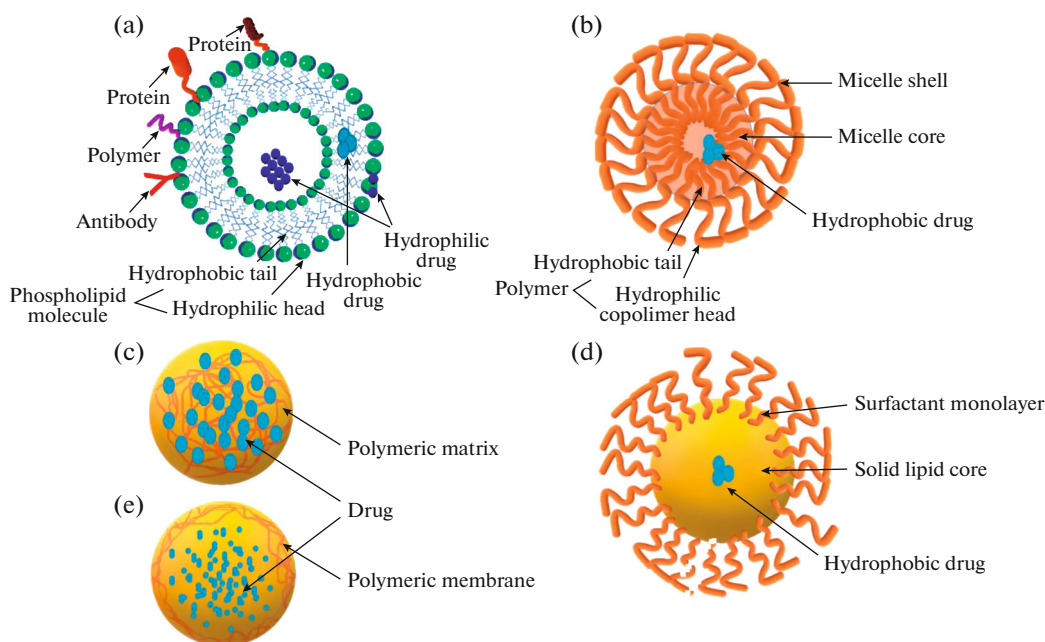 (a)
Protein
Protein
Polymer
Antibody
Hydrophilic
drug
Hydrophobic tail
Hydrophobic
drug
Phospholipid
molecule
Hydrophilic head
(b)
Micelle shell
Micelle core
Hydrophobic drug
Hydrophobic tail
Polymer
Hydrophilic
copolimer head
(c)
Polymeric matrix
Drug
(e)
Polymeric membrane
(d)
Surfactant monolayer
Solid lipid core
Hydrophobic drug